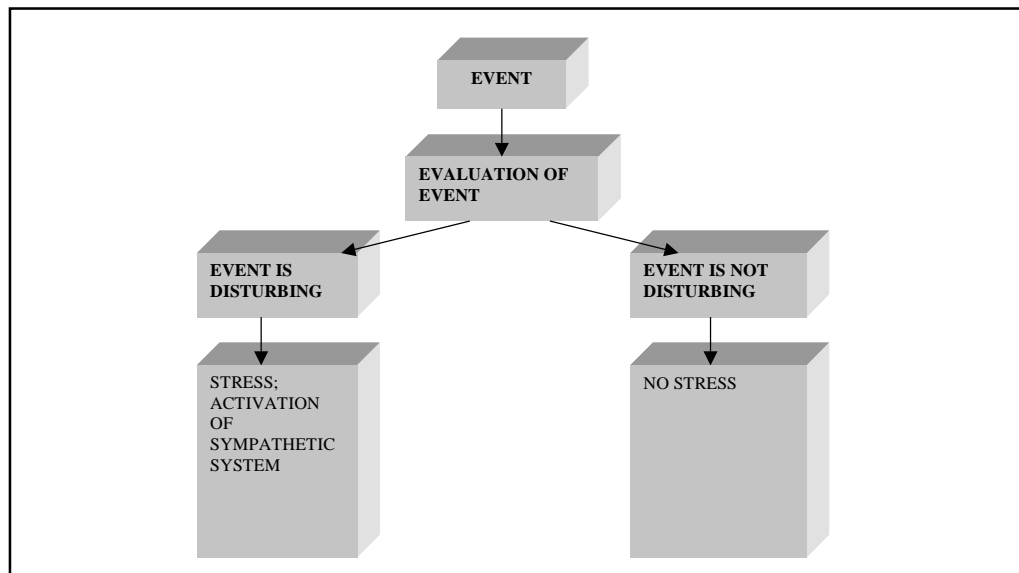 EVENT
EVALUATION OF
EVENT
EVENT IS
DISTURBING
EVENT IS NOT
DISTURBING
STRESS;
ACTIVATION
OF
SYMPATHETIC
SYSTEM
NO STRESS